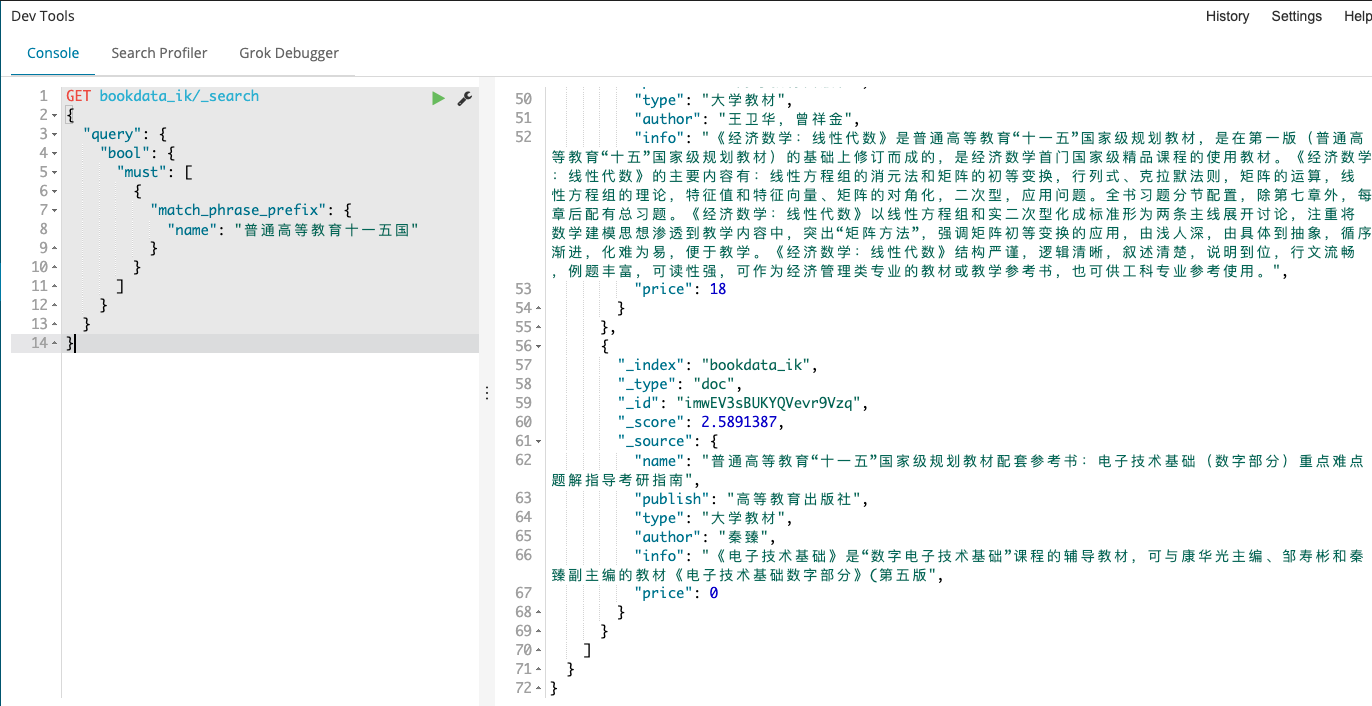 Dev Tools
History Settings Help
Console Search Profiler Grok Debugger
1 GET bookdata_ik/_search
2 {
3 "query": {
4 "bool": {
5 "must": [
6 {
7 "match_phrase_prefix": {
8 "name": "普通高等教育十一五国"
9 }
10 }
11 ]
12 }
13 }
14 }
50 "type": "大学教材",
51 "author": "王卫华，曾祥金",
52 "info": "《经济数学：线性代数》是普通高等教育“十一五”国家级规划教材，是在第一版（普通高
等教育“十五”国家级规划教材）的基础上修订而成的，是经济数学首门国家级精品课程的使用教材。《经济数学
：线性代数》的主要内容有：线性方程组的消元法和矩阵的初等变换，行列式、克拉默法则，矩阵的运算，线
性方程组的理论，特征值和特征向量、矩阵的对角化，二次型，应用问题。全书习题分节配置，除第七章外，每
章后配有总习题。《经济数学：线性代数》以线性方程组和实二次型化成标准形为两条主线展开讨论，注重将
数学建模思想渗透到教学内容中，突出“矩阵方法”，强调矩阵初等变换的应用，由浅人深，由具体到抽象，循序
渐进，化难为易，便于教学。《经济数学：线性代数》结构严谨，逻辑清晰，叙述清楚，说明到位，行文流畅
，例题丰富，可读性强，可作为经济管理类专业的教材或教学参考书，也可供工科专业参考使用。",
53 "price": 18
54 }
55 },
56 {
57 "_index": "bookdata_ik",
58 "_type": "doc",
59 "_id": "imwEV3sBUKYQVevr9Vzq",
60 "_score": 2.5891387,
61 "_source": {
62 "name": "普通高等教育“十一五”国家级规划教材配套参考书：电子技术基础（数字部分）重点难点
题解指导考研指南",
63 "publish": "高等教育出版社",
64 "type": "大学教材",
65 "author": "秦臻",
66 "info": "《电子技术基础》是“数字电子技术基础”课程的辅导教材，可与康华光主编、邹寿彬和秦
臻副主编的教材《电子技术基础数字部分》(第五版",
67 "price": 0
68 }
69 }
70 ]
71 }
72 }